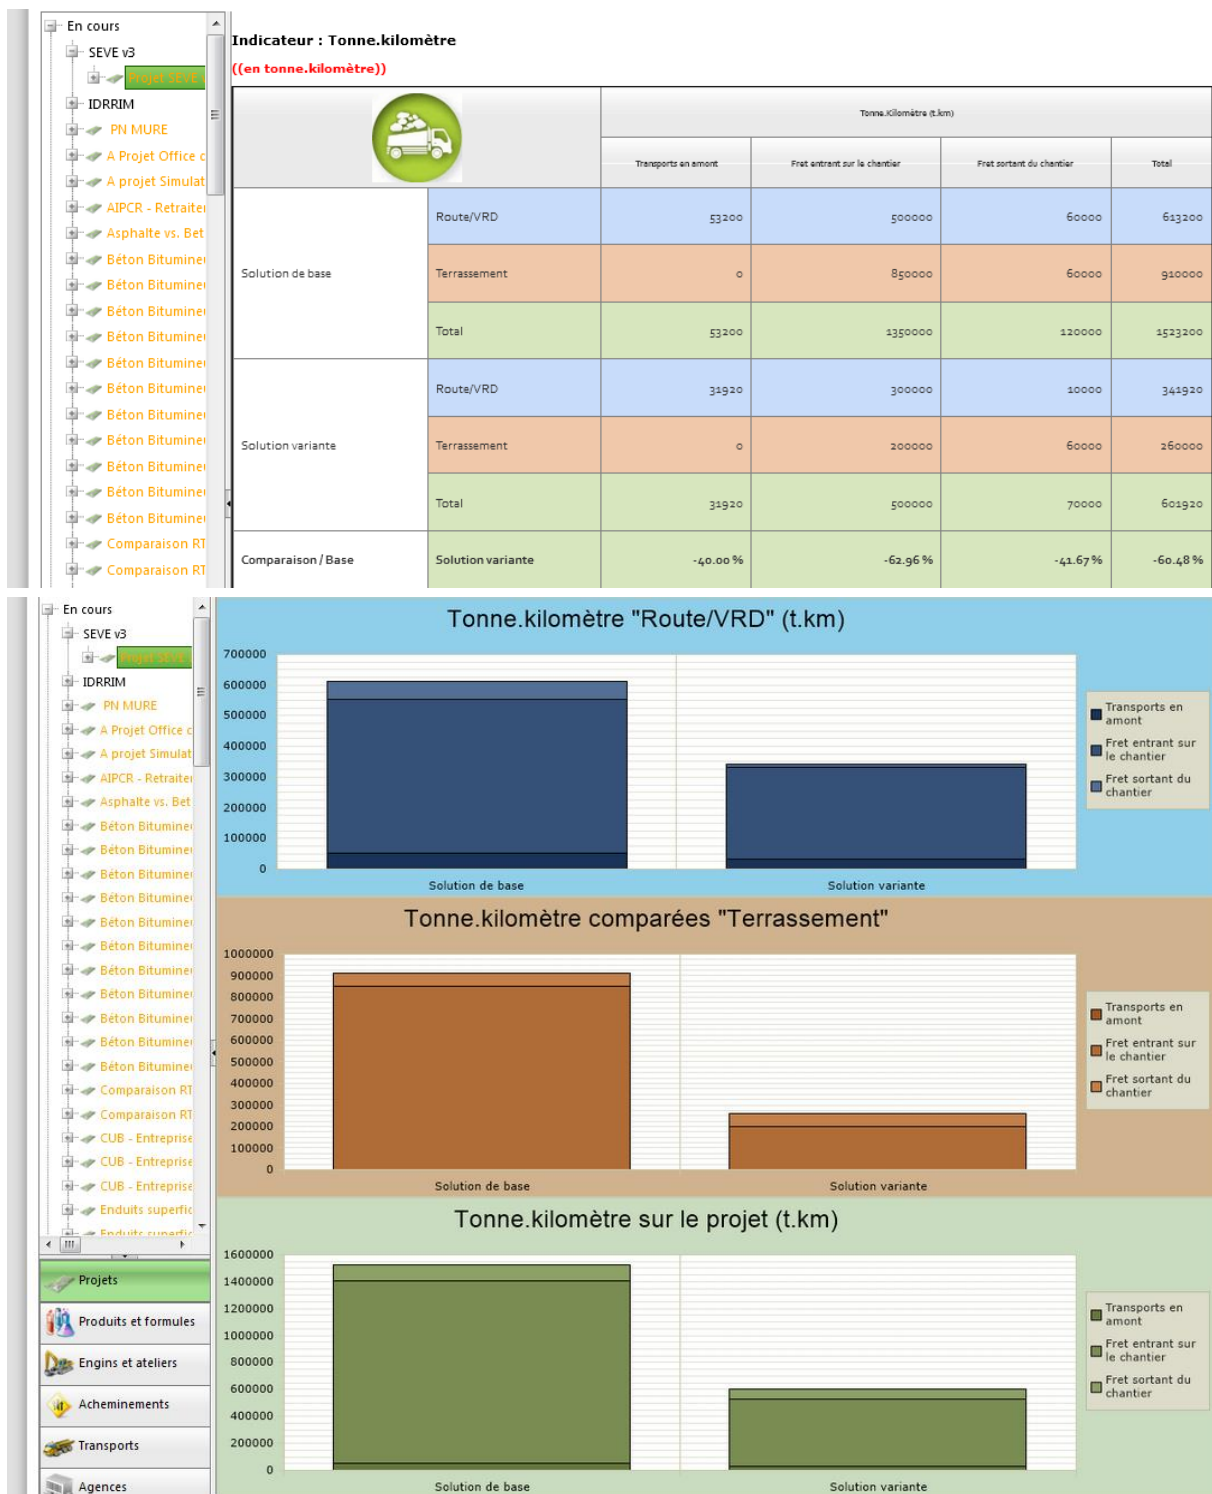 En cours
SEVE v3
Projet SEVE
IDRRIM
PN MURE
A Projet Office c
A projet Simulat
AIPCR - Retraite
Asphalte vs. Bet
Béton Bitumine
Béton Bitumine
Béton Bitumine
Béton Bitumine
Béton Bitumine
Béton Bitumine
Béton Bitumine
Béton Bitumine
Béton Bitumine
Béton Bitumine
Béton Bitumine
Comparaison RT
Comparaison RT
Indicateur : Tonne.kilomètre
((en tonne.kilomètre))
Tonne.Kilomètre (t.km)
Transports en amont Fret entrant sur le chantier Fret sortant du chantier Total
Solution de base
Route/VRD 53200 500000 60000 613200
Terrassement 0 850000 60000 910000
Total 53200 1350000 120000 1523200
Solution variante
Route/VRD 31920 300000 10000 341920
Terrassement 0 200000 60000 260000
Total 31920 500000 70000 601920
Comparaison / Base Solution variante -40.00 % -62.96 % -41.67 % -60.48 %
En cours
SEVE v3
Projet SEVE
IDRRIM
PN MURE
A Projet Office c
A projet Simulat
AIPCR - Retraite
Asphalte vs. Bet
Béton Bitumine
Béton Bitumine
Béton Bitumine
Béton Bitumine
Béton Bitumine
Béton Bitumine
Béton Bitumine
Béton Bitumine
Béton Bitumine
Béton Bitumine
Béton Bitumine
Comparaison RT
Comparaison RT
CUB - Entreprise
CUB - Entreprise
CUB - Entreprise
Enduits superfic
Enduits superfic
Projets
Produits et formules
Engins et ateliers
Acheminements
Transports
Agences
Tonne.kilomètre "Route/VRD" (t.km)
700000
600000
500000
400000
300000
200000
100000
0
Solution de base Solution variante
Transports en
amont
Fret entrant sur
le chantier
Fret sortant du
chantier
Tonne.kilomètre comparées "Terrassement"
1000000
900000
800000
700000
600000
500000
400000
300000
200000
100000
0
Solution de base Solution variante
Transports en
amont
Fret entrant sur
le chantier
Fret sortant du
chantier
Tonne.kilomètre sur le projet (t.km)
1600000
1400000
1200000
1000000
800000
600000
400000
200000
0
Solution de base Solution variante
Transports en
amont
Fret entrant sur
le chantier
Fret sortant du
chantier